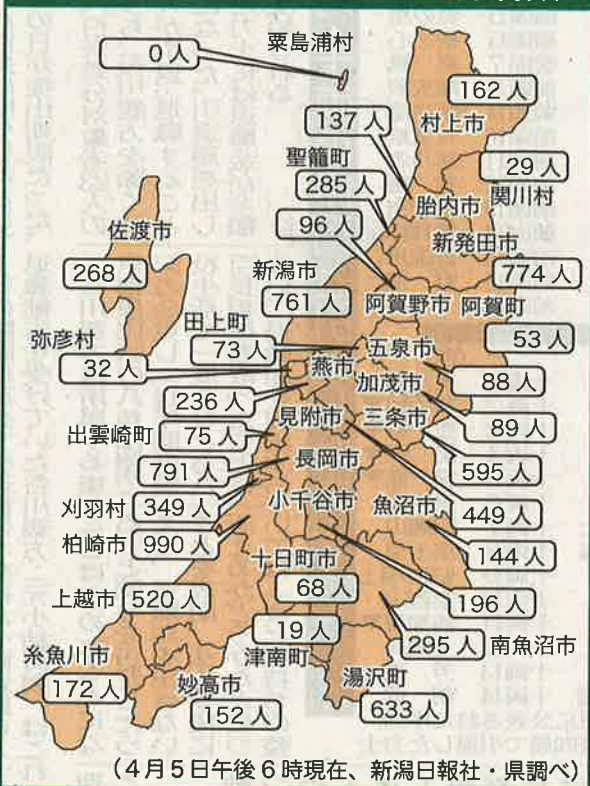 粟島浦村
0人
162人
村上市
137人
聖籠町
29人
285人
関川村
胎内市
96人
新発田市
佐渡市
268人
新潟市
774人
761人
阿賀野市
阿賀町
弥彦村
田上町
53人
73人
五泉市
32人
燕市
加茂市
88人
236人
見附市
三条市
89人
出雲崎町
75人
長岡市
595人
791人
小千谷市
魚沼市
449人
刈羽村
349人
柏崎市
990人
144人
十日町市
68人
196人
上越市
520人
19人
295人
南魚沼市
糸魚川市
津南町
172人
妙高市
湯沢町
152人
633人
(4月5日午後6時現在、新潟日報社・県調べ)